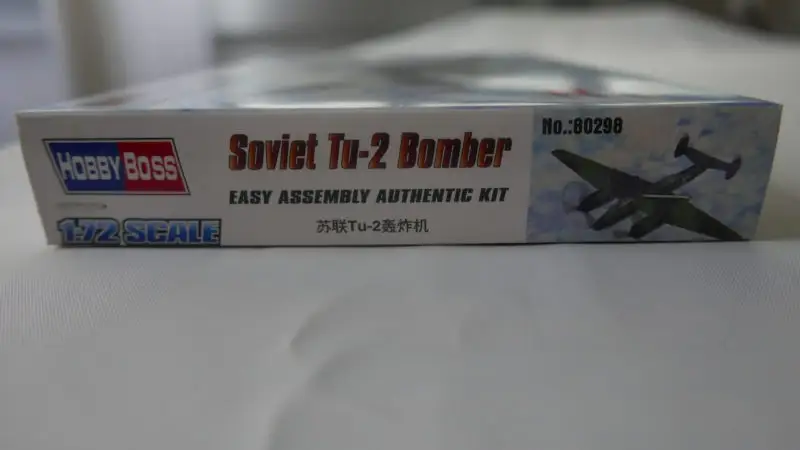 HOBBY BOSS
1:72 SCALE
Soviet Tu-2 Bomber
EASY ASSEMBLY AUTHENTIC KIT
苏联Tu-2轰炸机
No.:80298